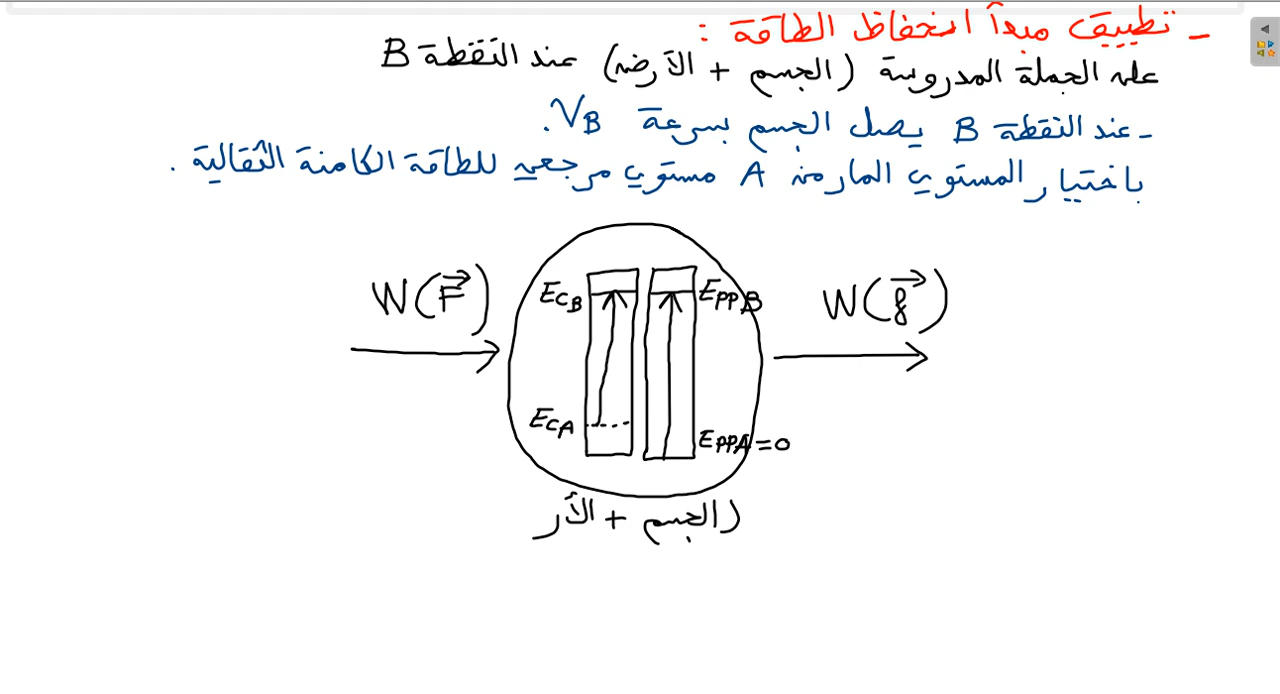 - تطبيق مبدأ انحفاظ الطاقة :
على الجملة المدروسة (الجسم + الأرض) عند النقطة B
- عند النقطة B يصل الجسم بسرعة VB.
باختيار المستوي المار من A مستوي مرجعي للطاقة الكامنة الثقالية .
W(F)
ECB
EPPB
W(f)
ECA
EPPA=0
(الجسم + الأر